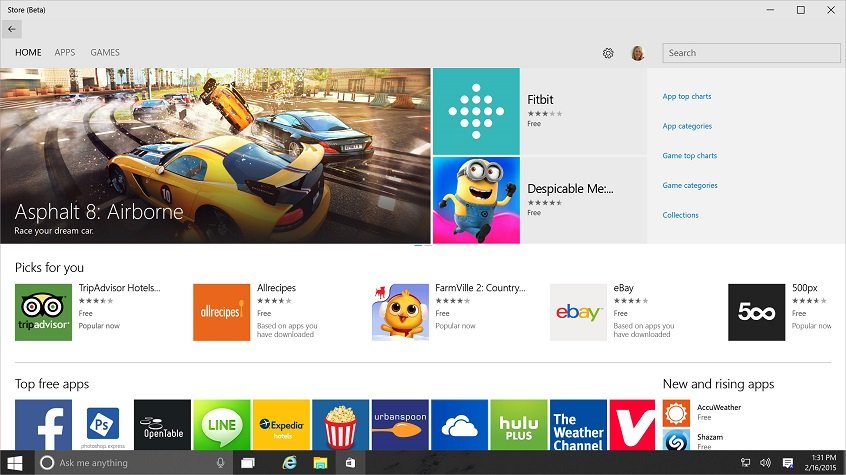 Store (Beta)
HOME APPS GAMES
Search
Asphalt 8: Airborne
Race your dream car.
Fitbit
Free
Despicable Me:...
Free
App top charts
App categories
Game top charts
Game categories
Collections
Picks for you
tripadvisor
TripAdvisor Hotels...
Free
Popular now
allrecipes
Allrecipes
Free
Based on apps you
have downloaded
FarmVille 2: Country...
Free
Popular now
ebay
eBay
Free
Based on apps you
have downloaded
500
500px
Free
Popular now
Top free apps
New and rising apps
f
Ps
photoshop.express
OpenTable
LINE
Expedia
hotels
urbanspoon
hulu
PLUS
The
Weather
Channel
V
AccuWeather
Free
Shazam
Free
Ask me anything
1:31 PM
2/16/2015